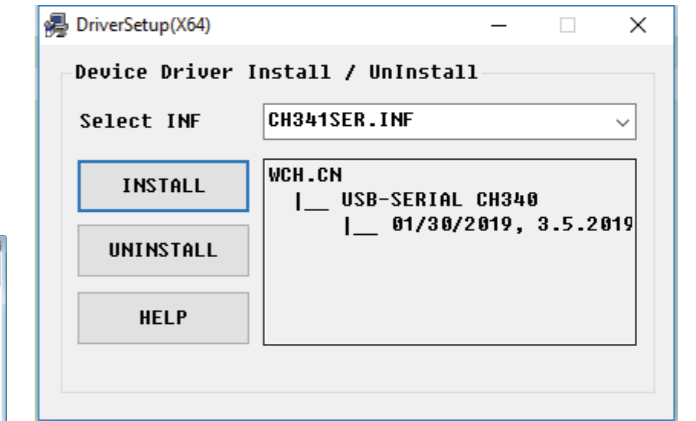 DriverSetup(X64)
Device Driver Install / UnInstall
Select INF
CH341SER.INF
INSTALL
UNINSTALL
HELP
WCH.CN
|__ USB-SERIAL CH340
|__ 01/30/2019, 3.5.2019